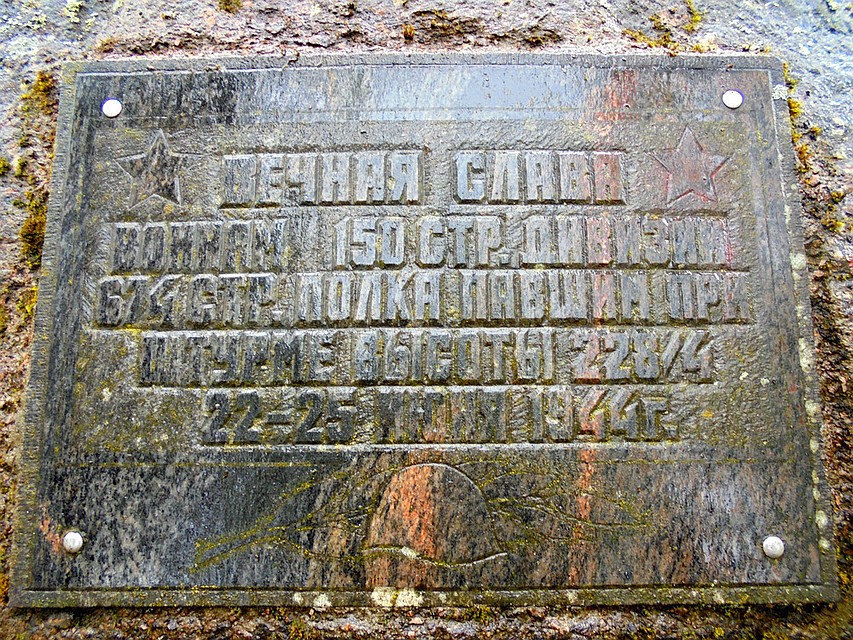 ВЕЧНАЯ СЛАВА
ВОИНАМ 150 СТР. ДИВИЗИИ
674 СТР. ПОЛКА ПАВШИМ ПРИ
ШТУРМЕ ВЫСОТЫ 228/4
22-25 ИЮНЯ 1944г.